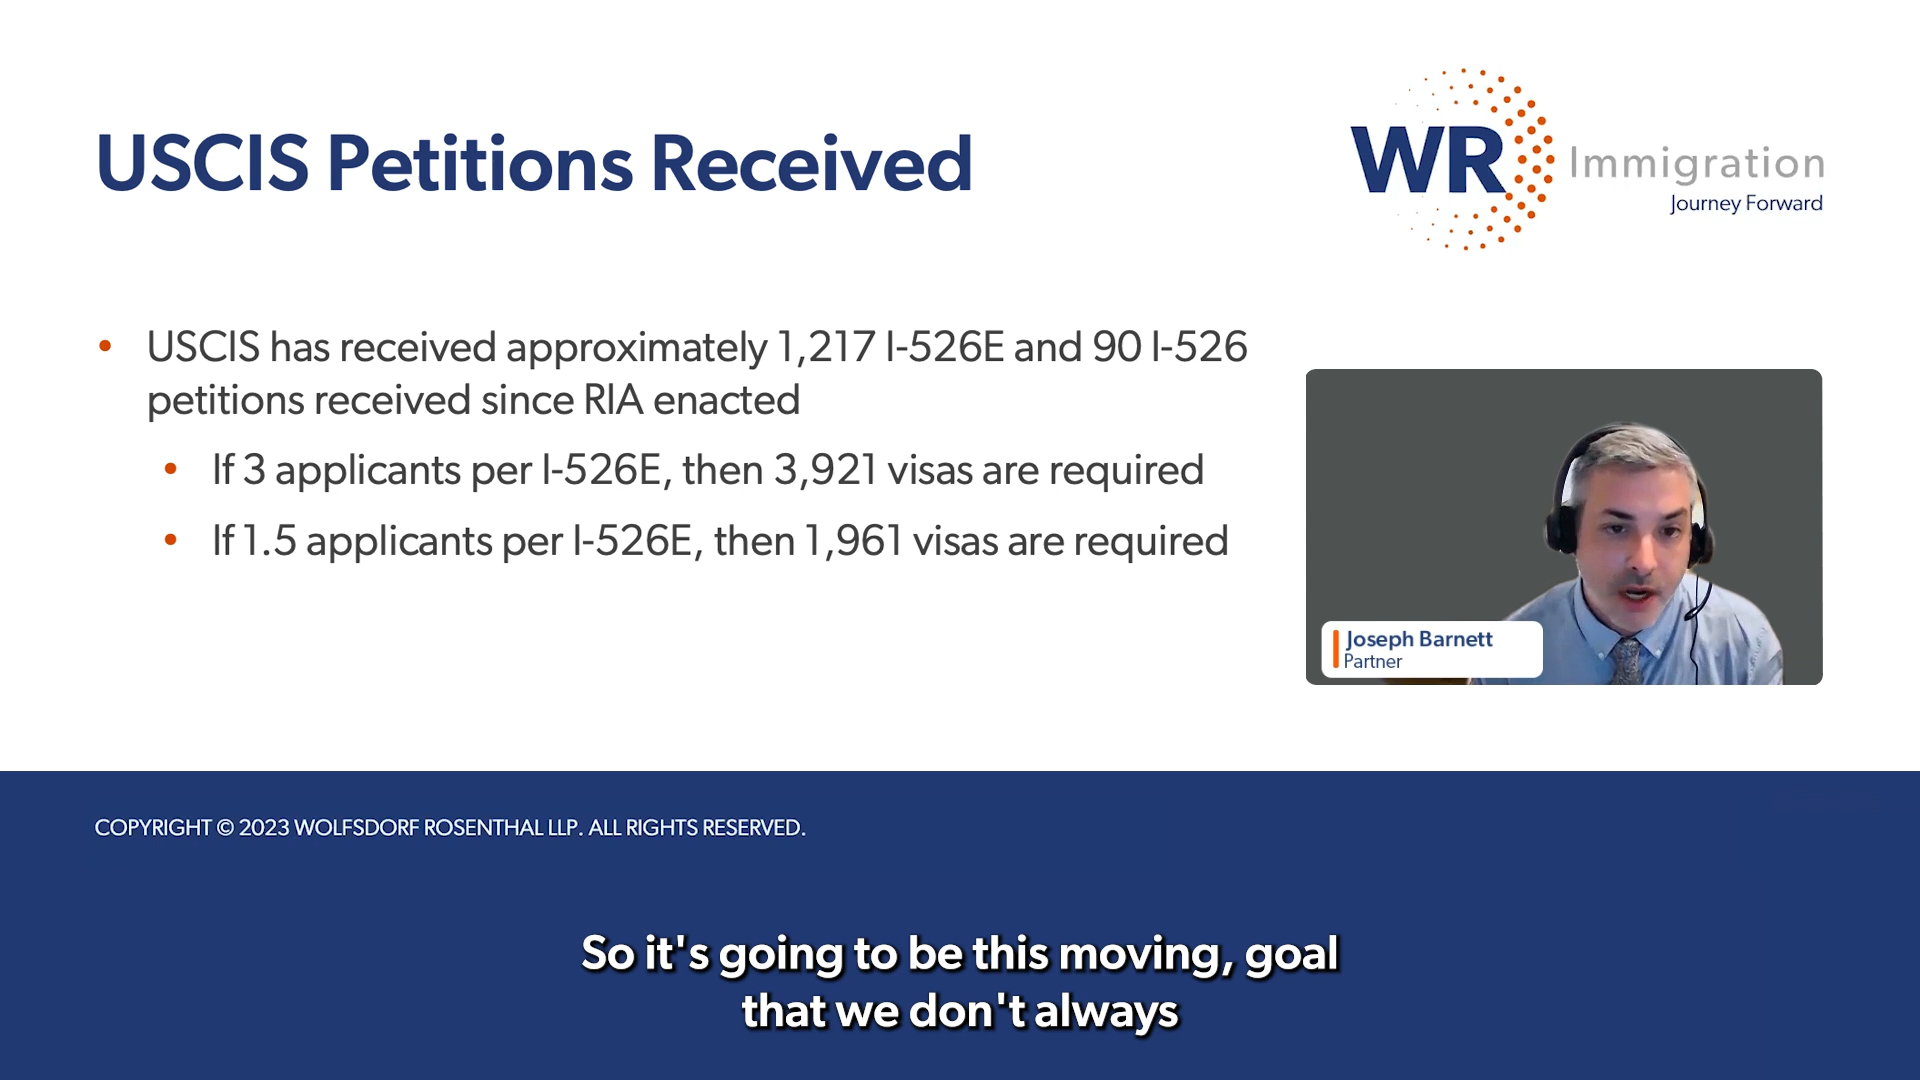 USCIS Petitions Received
WR Immigration
Journey Forward
• USCIS has received approximately 1,217 I-526E and 90 I-526
petitions received since RIA enacted
• If 3 applicants per I-526E, then 3,921 visas are required
• If 1.5 applicants per I-526E, then 1,961 visas are required
Joseph Barnett
Partner
COPYRIGHT © 2023 WOLFSDORF ROSENTHAL LLP. ALL RIGHTS RESERVED.
So it's going to be this moving, goal
that we don't always